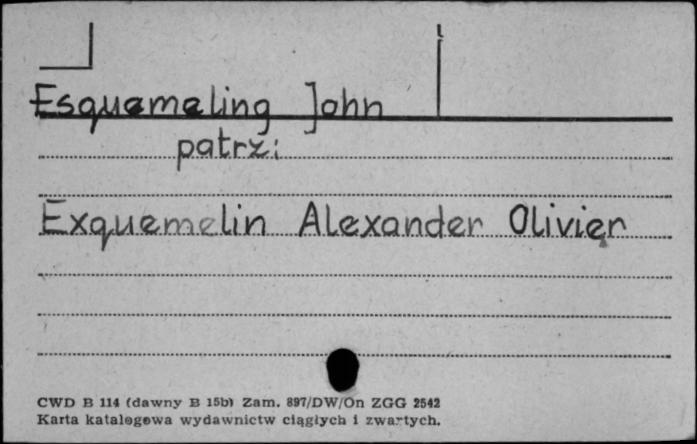 Esquemeling John
patrz:
Exquemelin Alexander Olivier
CWD B 114 (dawny B 15b) Zam. 897/DW/On ZGG 2542
Karta katalogowa wydawnictw ciągłych i zwartych.